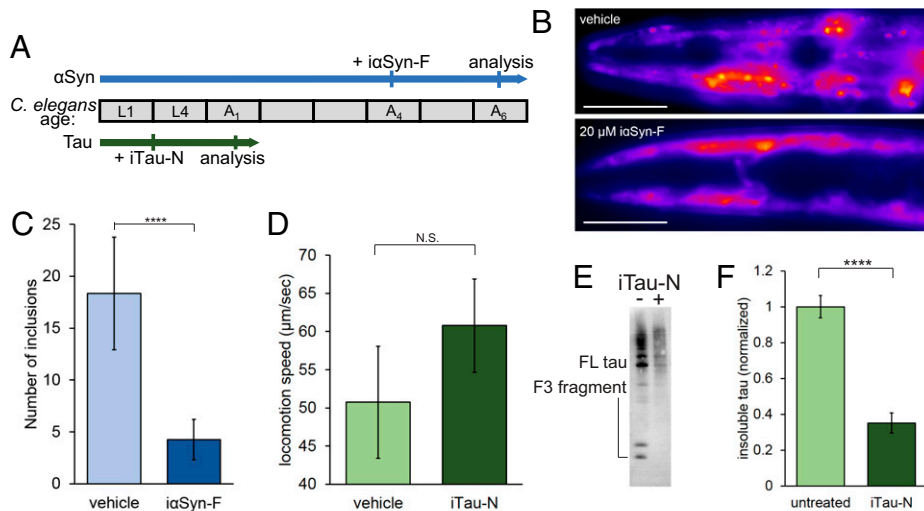 A
+ iαSyn-F analysis
αSyn
C. elegans
age:
L1 L4 A1 A4 A6
Tau
+ iTau-N analysis
B
vehicle
20 µM iαSyn-F
C
Number of inclusions
25
20
15
10
5
0
****
vehicle iαSyn-F
D
locomotion speed (µm/sec)
70
65
60
55
50
45
40
N.S.
vehicle iTau-N
E
iTau-N
- +
FL tau
F3 fragment
F
insoluble tau (normalized)
1.2
1
0.8
0.6
0.4
0.2
0
****
untreated iTau-N